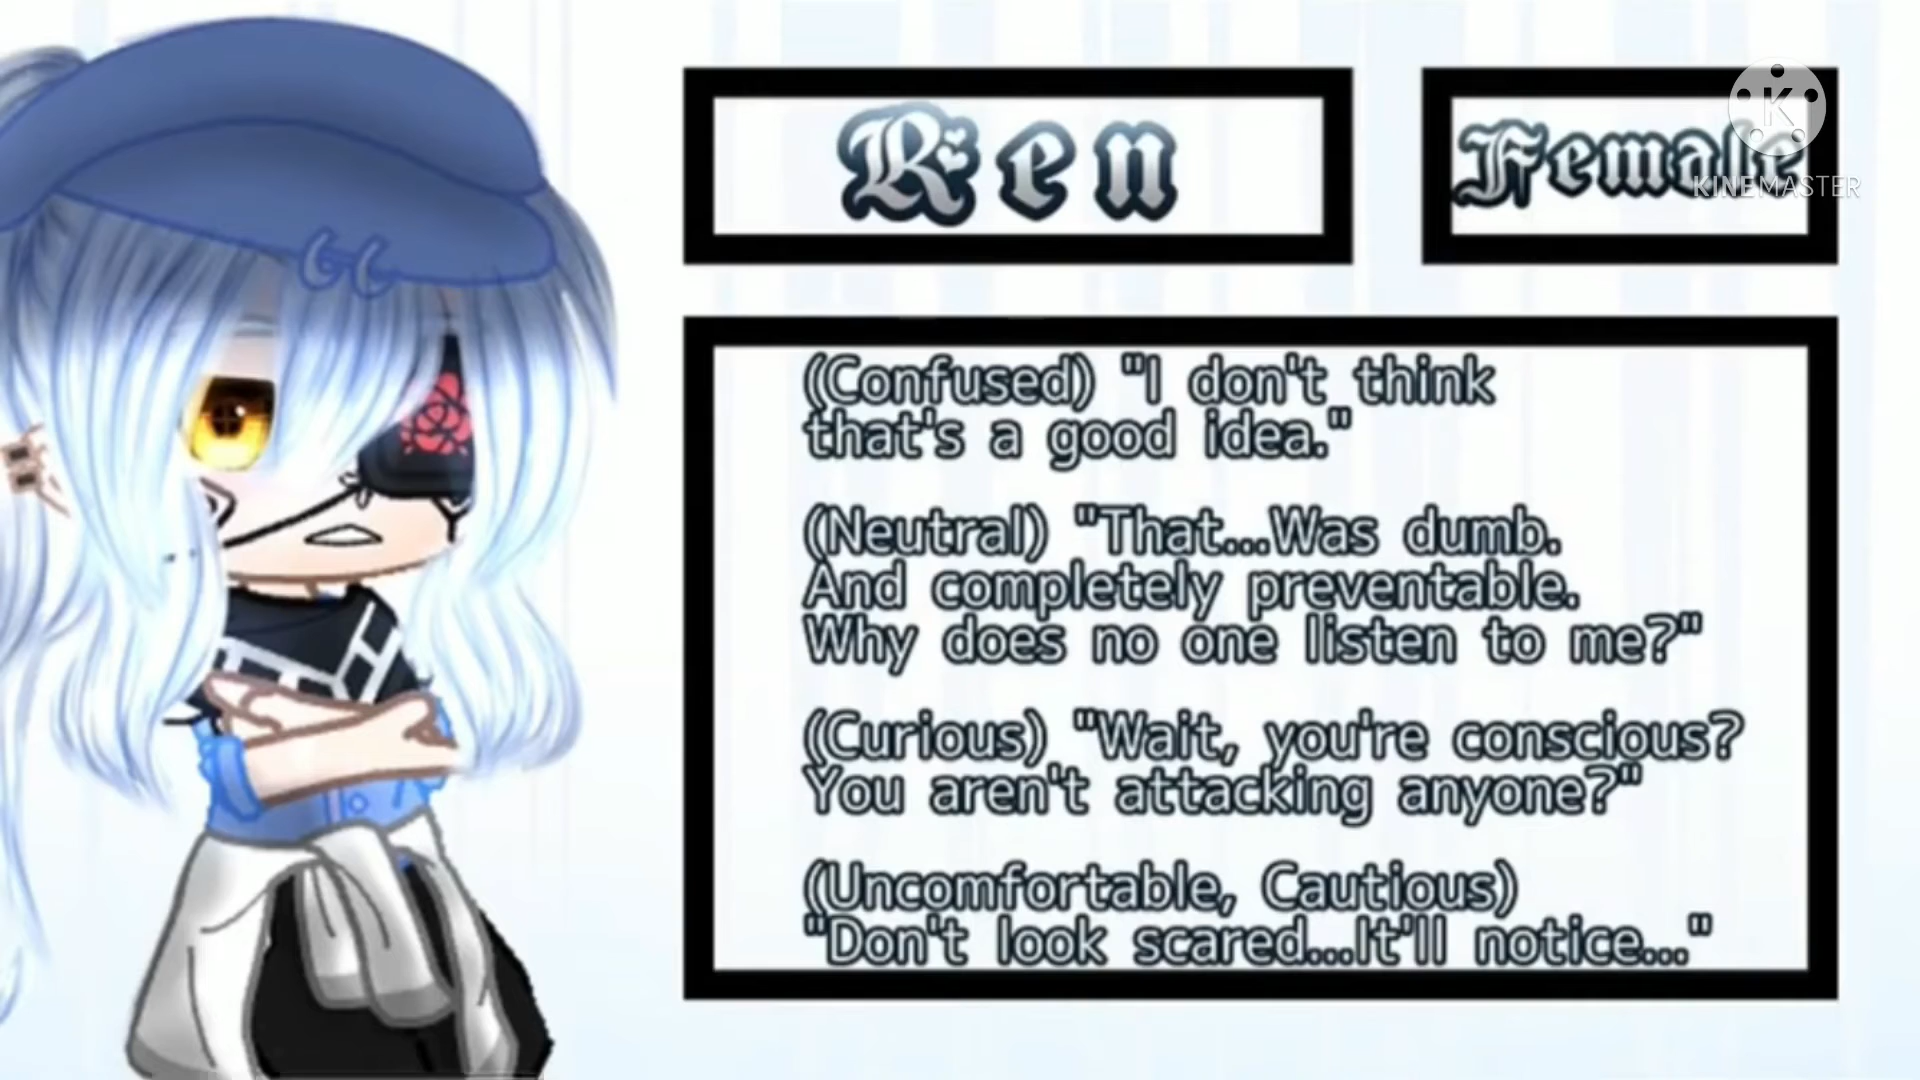 Ren
Female
K
KINEMASTER
(Confused) "I don't think
that's a good idea."
(Neutral) "That...Was dumb.
And completely preventable.
Why does no one listen to me?"
(Curious) "Wait, you're conscious?
You aren't attacking anyone?"
(Uncomfortable, Cautious)
"Don't look scared...It'll notice..."